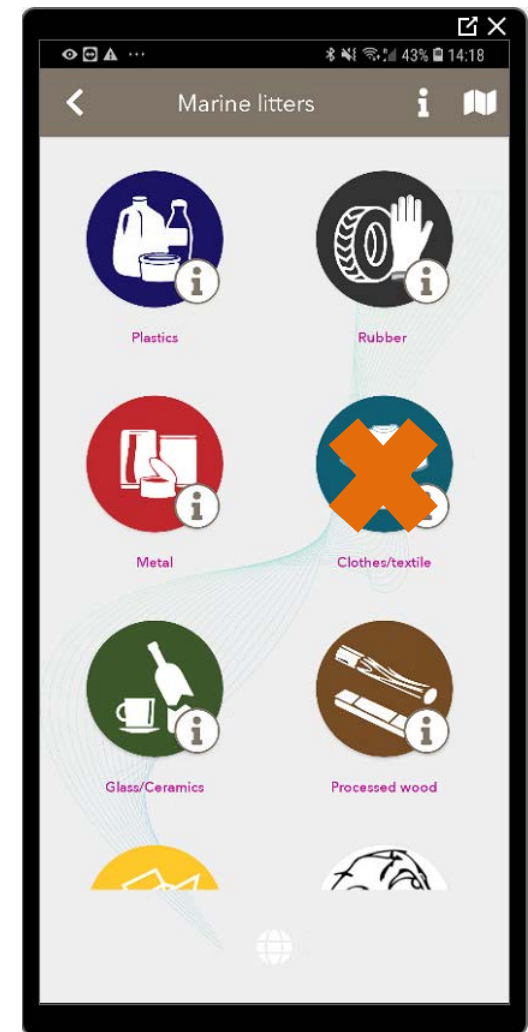 43% 14:18
Marine litters
Plastics
Rubber
Metal
Clothes/textile
Glass/Ceramics
Processed wood